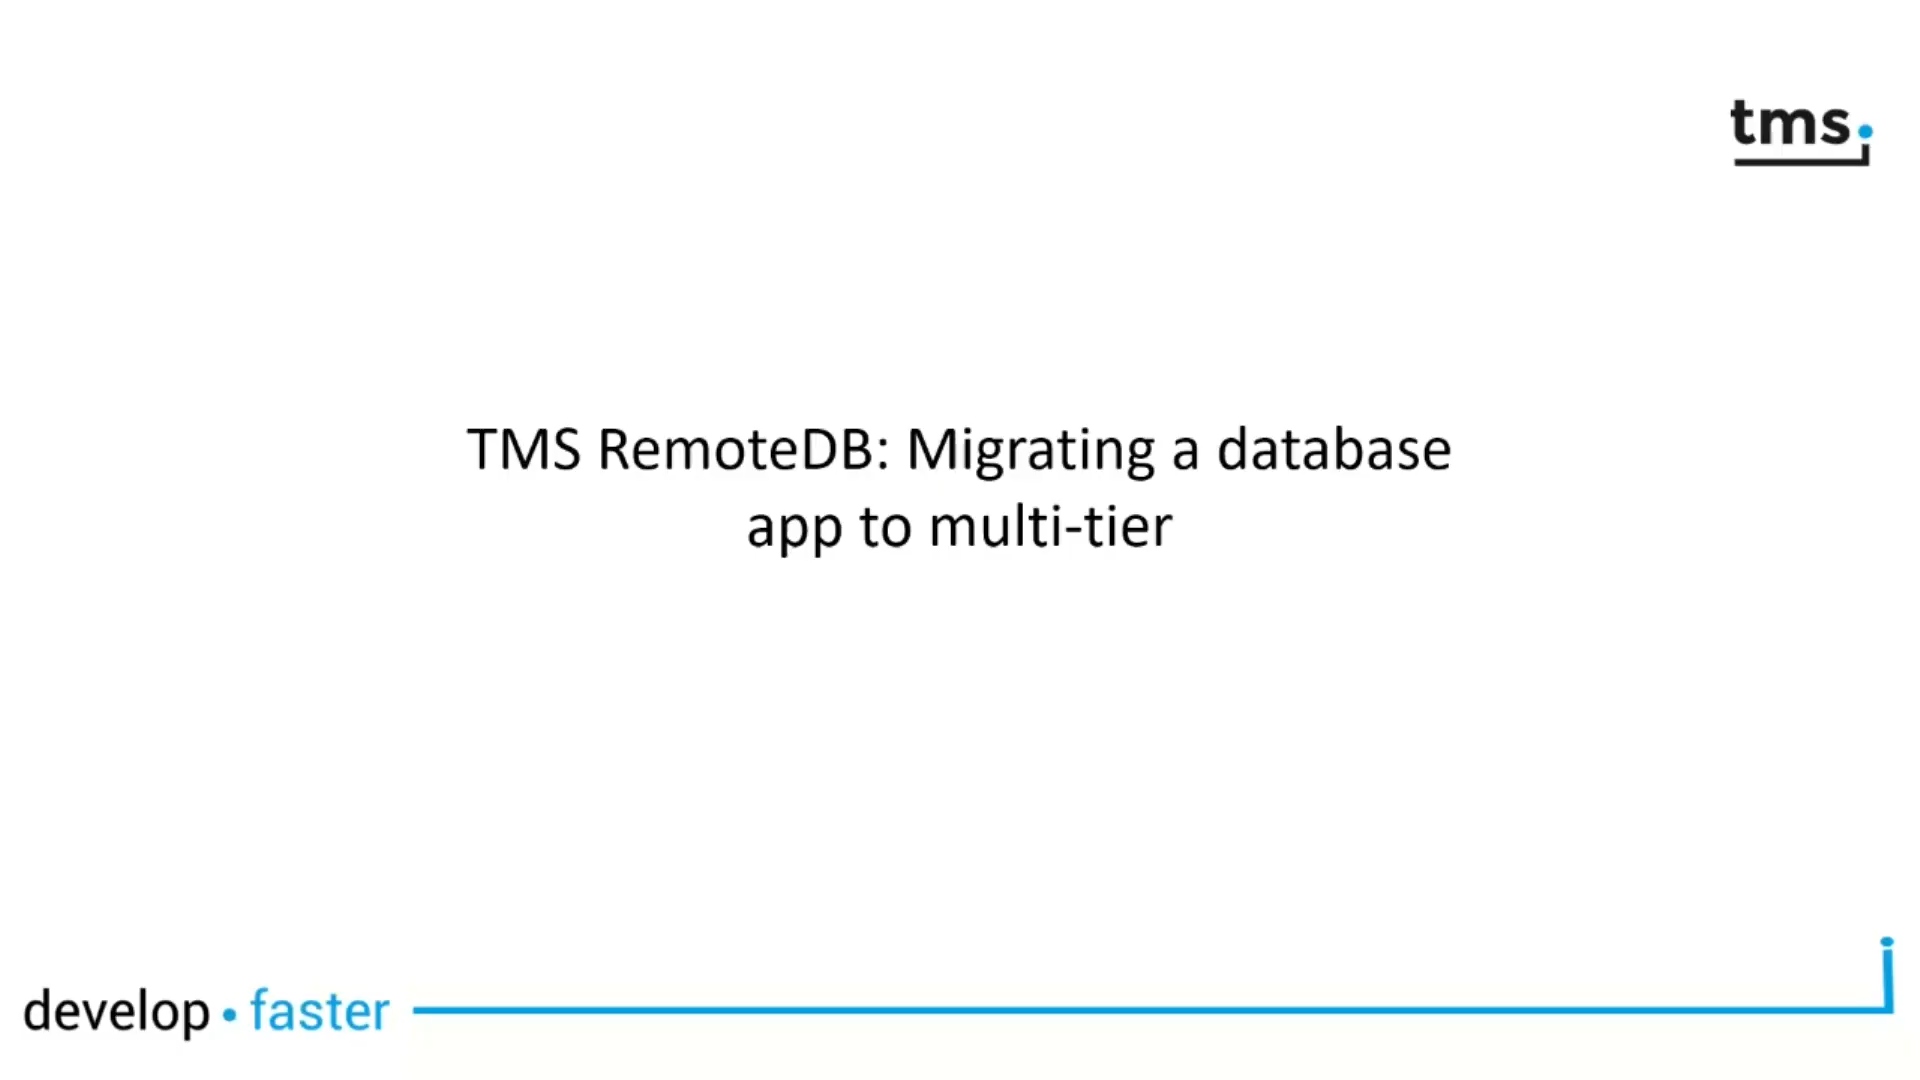 tms.
TMS RemoteDB: Migrating a database
app to multi-tier
develop • faster